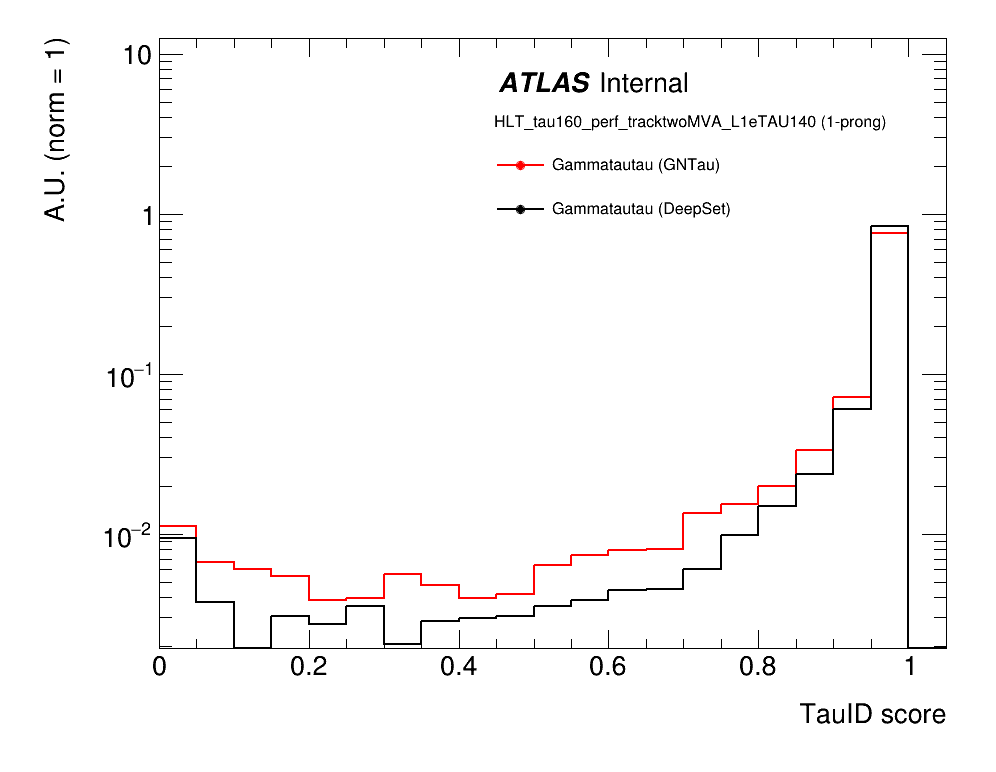 A.U. (norm = 1)
10
1
10⁻¹
10⁻²
ATLAS Internal
HLT_tau160_perf_tracktwoMVA_L1eTAU140 (1-prong)
Gammatautau (GNTau)
Gammatautau (DeepSet)
0 0.2 0.4 0.6 0.8 1
TauID score